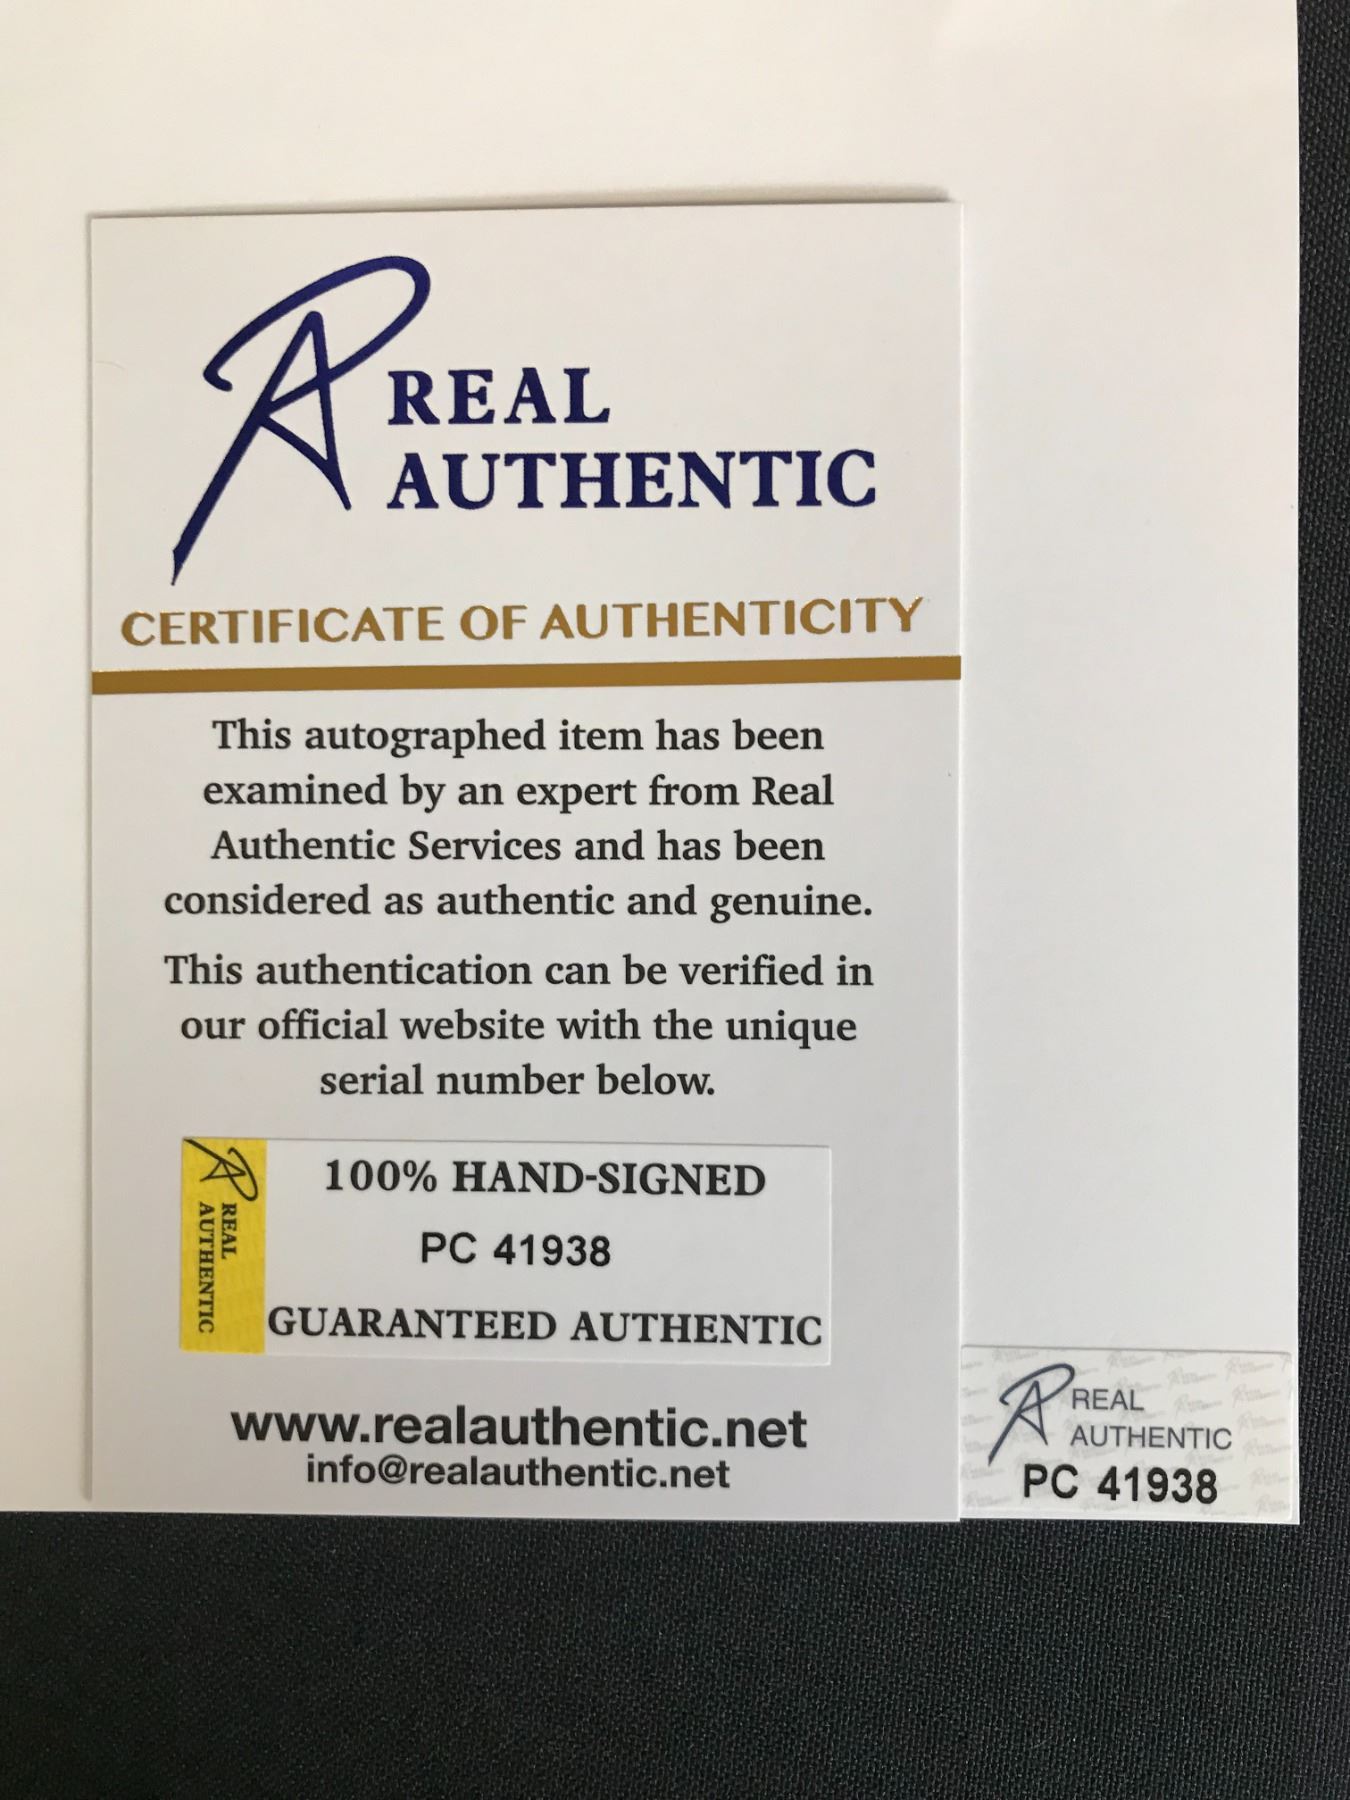 REAL
AUTHENTIC
CERTIFICATE OF AUTHENTICITY
This autographed item has been
examined by an expert from Real
Authentic Services and has been
considered as authentic and genuine.
This authentication can be verified in
our official website with the unique
serial number below.
REAL
AUTHENTIC
100% HAND-SIGNED
PC 41938
GUARANTEED AUTHENTIC
www.realauthentic.net
info@realauthentic.net
REAL
AUTHENTIC
PC 41938